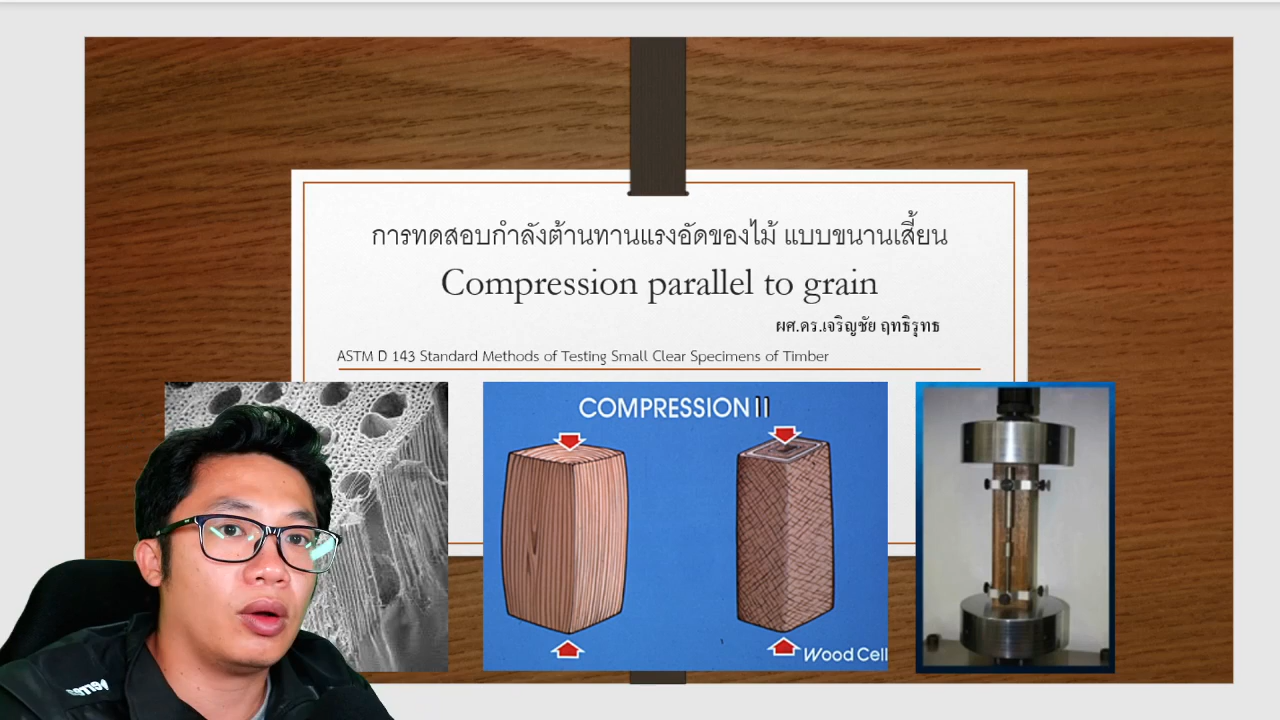 การทดสอบกำลังต้านทานแรงอัดของไม้ แบบขนานเสี้ยน
Compression parallel to grain
ผศ.ดร.เจริญชัย ฤทธิรุทธ
ASTM D 143 Standard Methods of Testing Small Clear Specimens of Timber
COMPRESSION II
Wood Cell